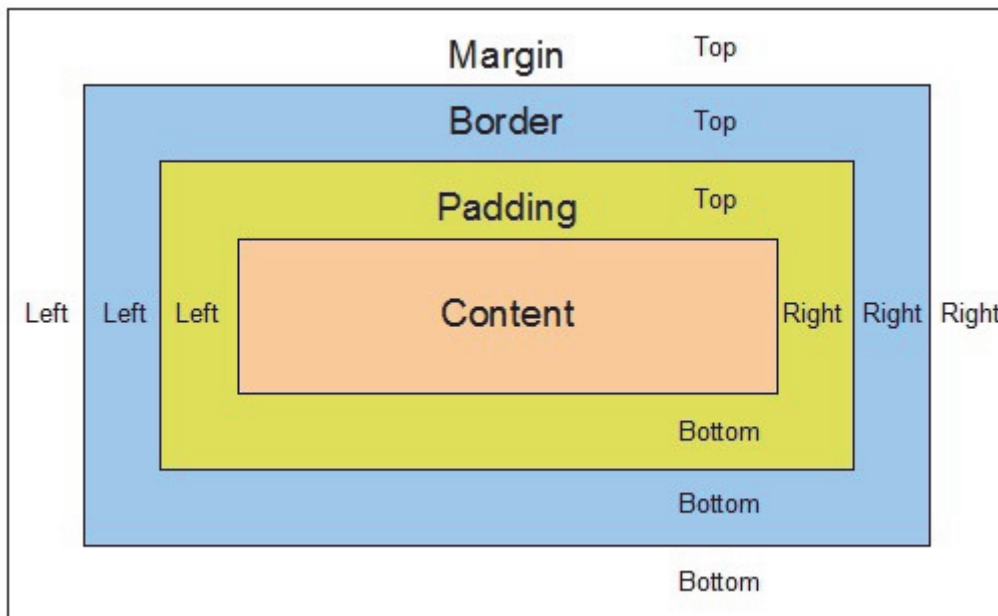 Margin Top
Border Top
Padding Top
Left Left Left Content Right Right Right
Bottom
Bottom
Bottom